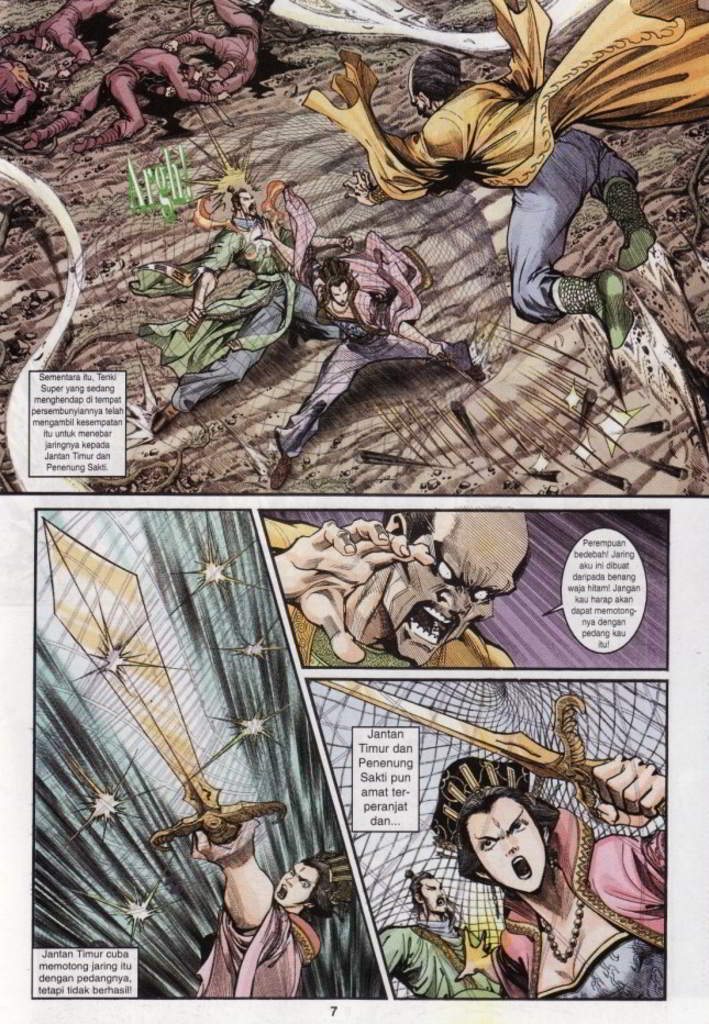 Argh!
Sementara itu, Tenki
Super yang sedang
menghendap di tempat
persembunyiannya telah
mengambil kesempatan
itu untuk menebar
jaringnya kepada
Jantan Timur dan
Penenung Sakti.
Perempuan
bedebah! Jaring
aku ini dibuat
daripada benang
waja hitam! Jangan
kau harap akan
dapat memotong-
nya dengan
pedang kau
itu!
Jantan
Timur dan
Penenung
Sakti pun
amat ter-
peranjat
dan...
Jantan Timur cuba
memotong jaring itu
dengan pedangnya,
tetapi tidak berhasil!
7